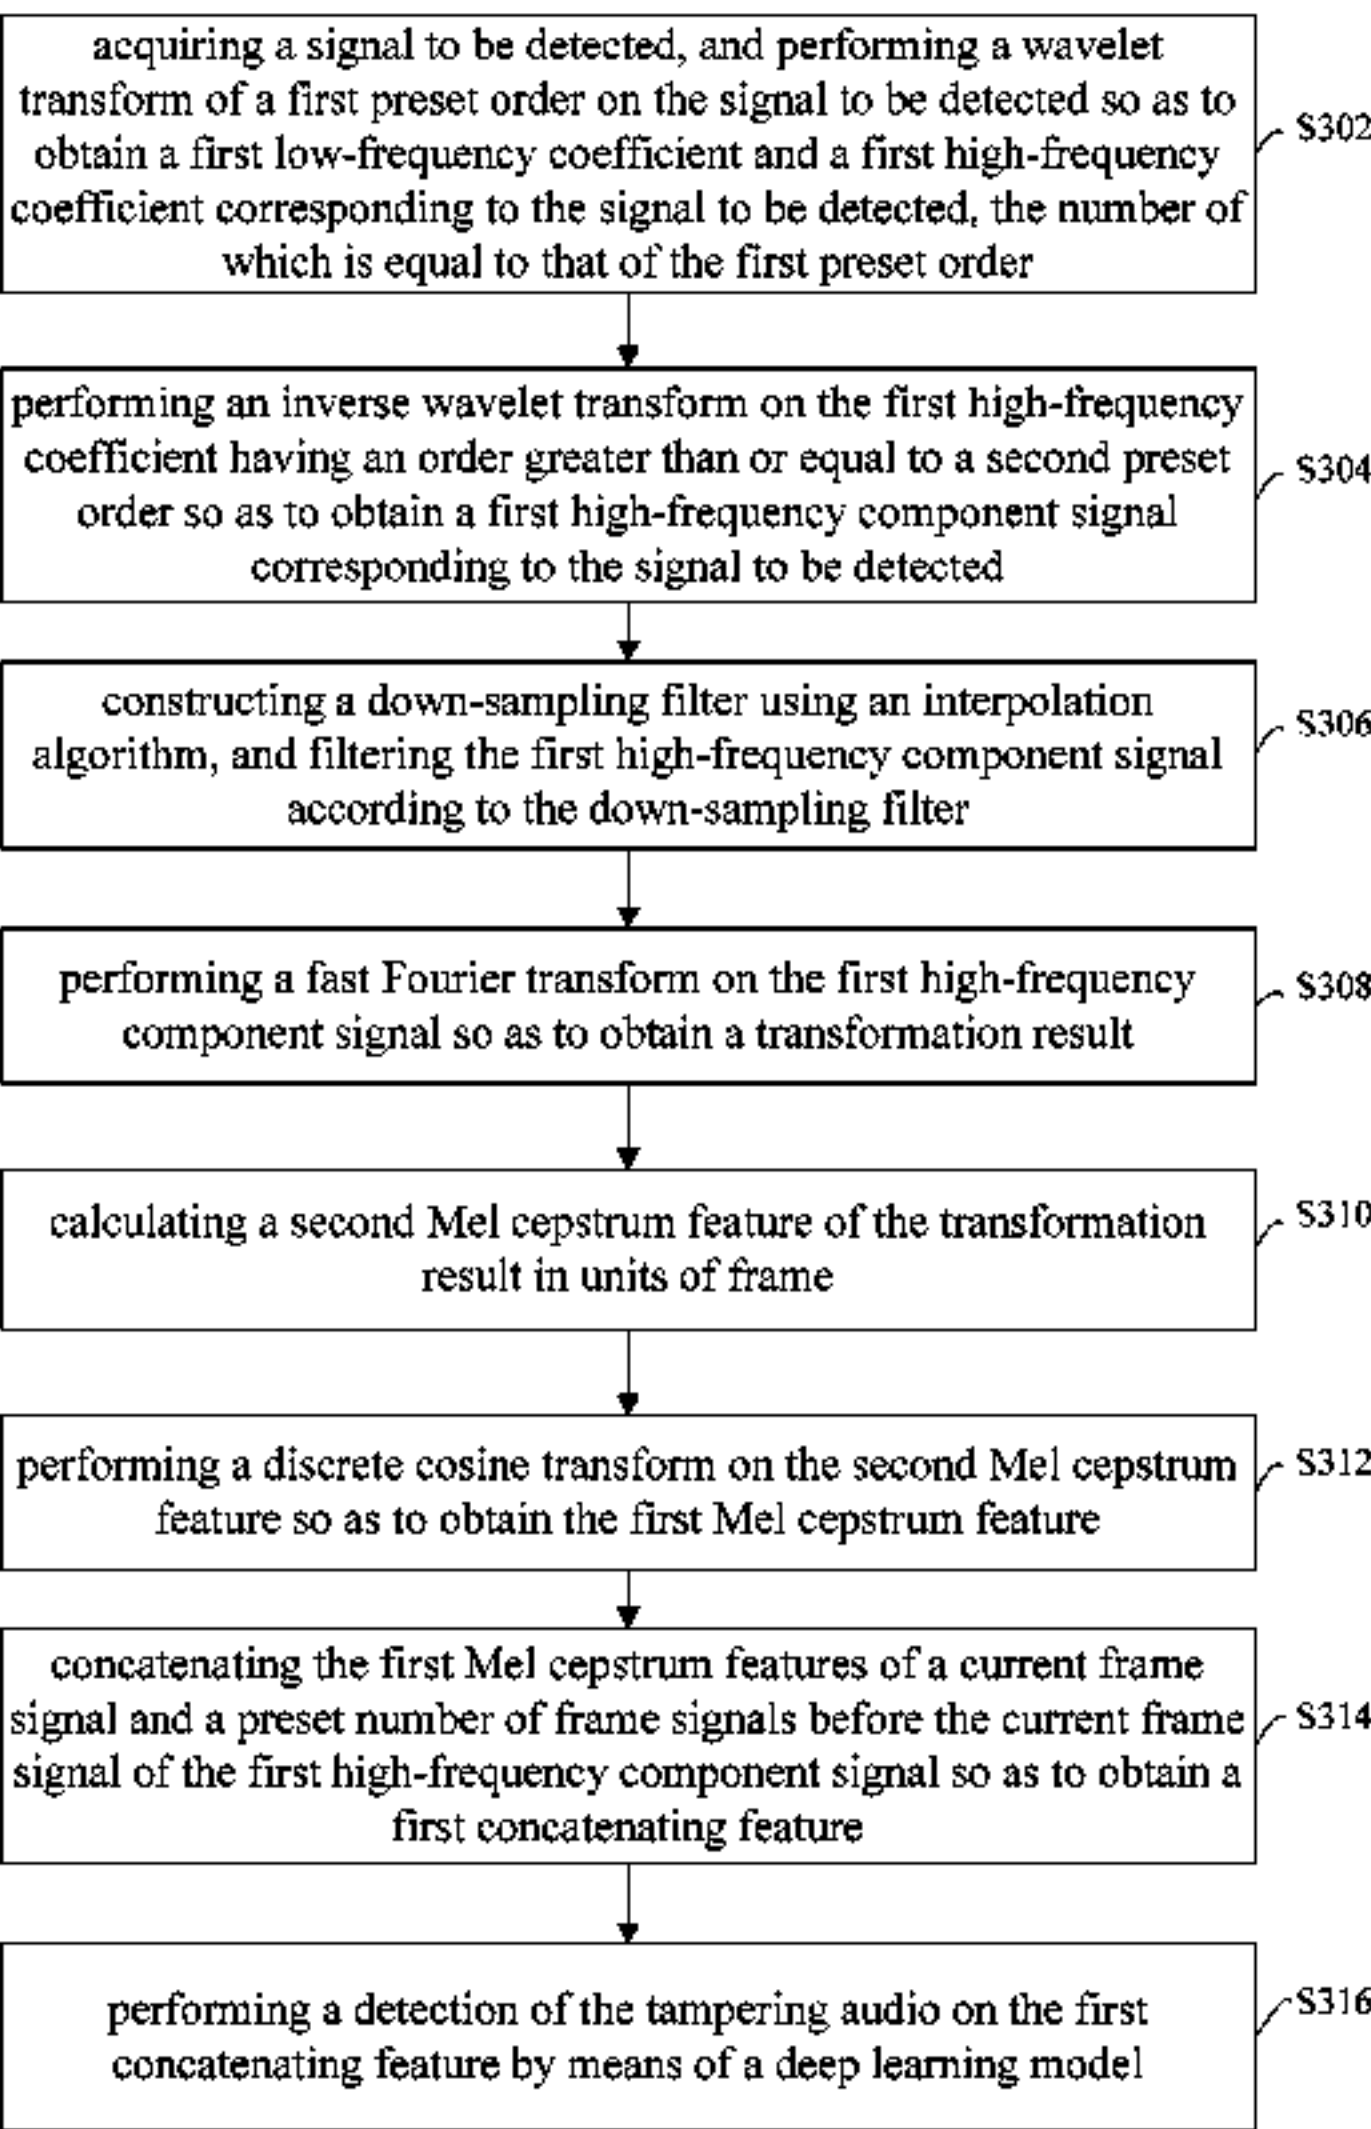 acquiring a signal to be detected, and performing a wavelet
transform of a first preset order on the signal to be detected so as to
obtain a first low-frequency coefficient and a first high-frequency
coefficient corresponding to the signal to be detected, the number of
which is equal to that of the first preset order
S302
performing an inverse wavelet transform on the first high-frequency
coefficient having an order greater than or equal to a second preset
order so as to obtain a first high-frequency component signal
corresponding to the signal to be detected
S304
constructing a down-sampling filter using an interpolation
algorithm, and filtering the first high-frequency component signal
according to the down-sampling filter
S306
performing a fast Fourier transform on the first high-frequency
component signal so as to obtain a transformation result
S308
calculating a second Mel cepstrum feature of the transformation
result in units of frame
S310
performing a discrete cosine transform on the second Mel cepstrum
feature so as to obtain the first Mel cepstrum feature
S312
concatenating the first Mel cepstrum features of a current frame
signal and a preset number of frame signals before the current frame
signal of the first high-frequency component signal so as to obtain a
first concatenating feature
S314
performing a detection of the tampering audio on the first
concatenating feature by means of a deep learning model
S316